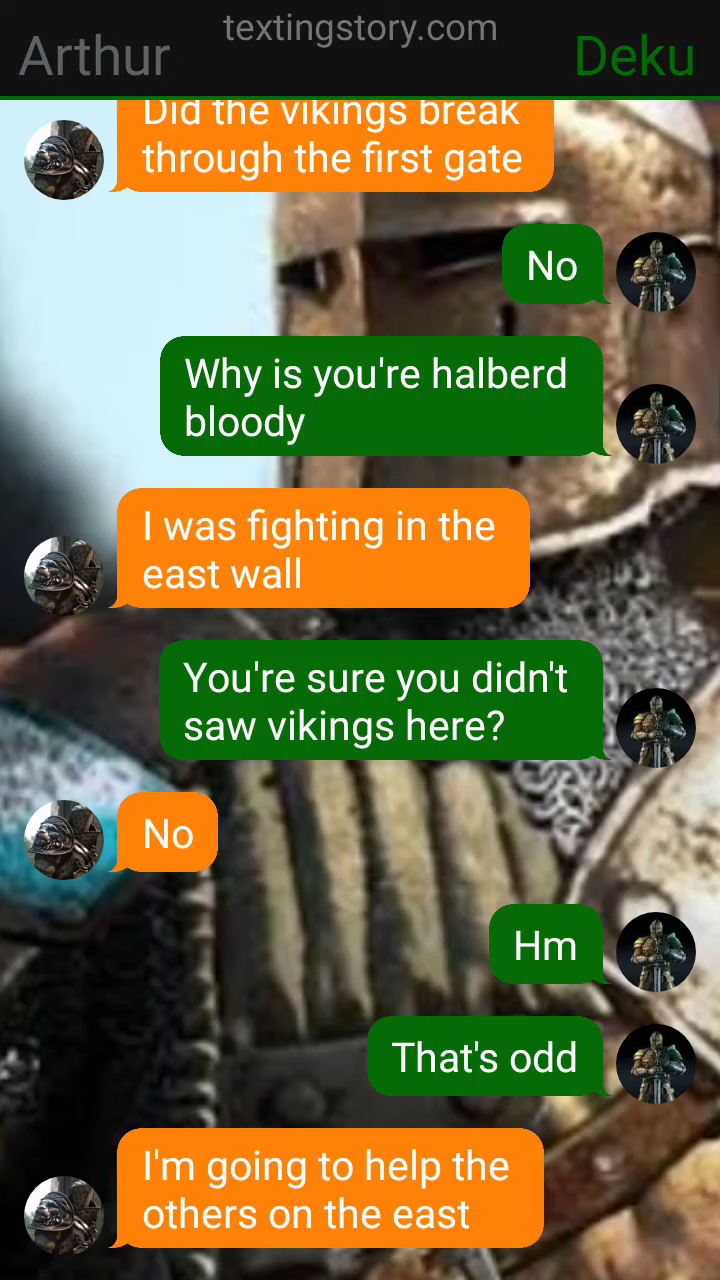 textingstory.com
Arthur
Deku
Did the vikings break
through the first gate
No
Why is you're halberd
bloody
I was fighting in the
east wall
You're sure you didn't
saw vikings here?
No
Hm
That's odd
I'm going to help the
others on the east